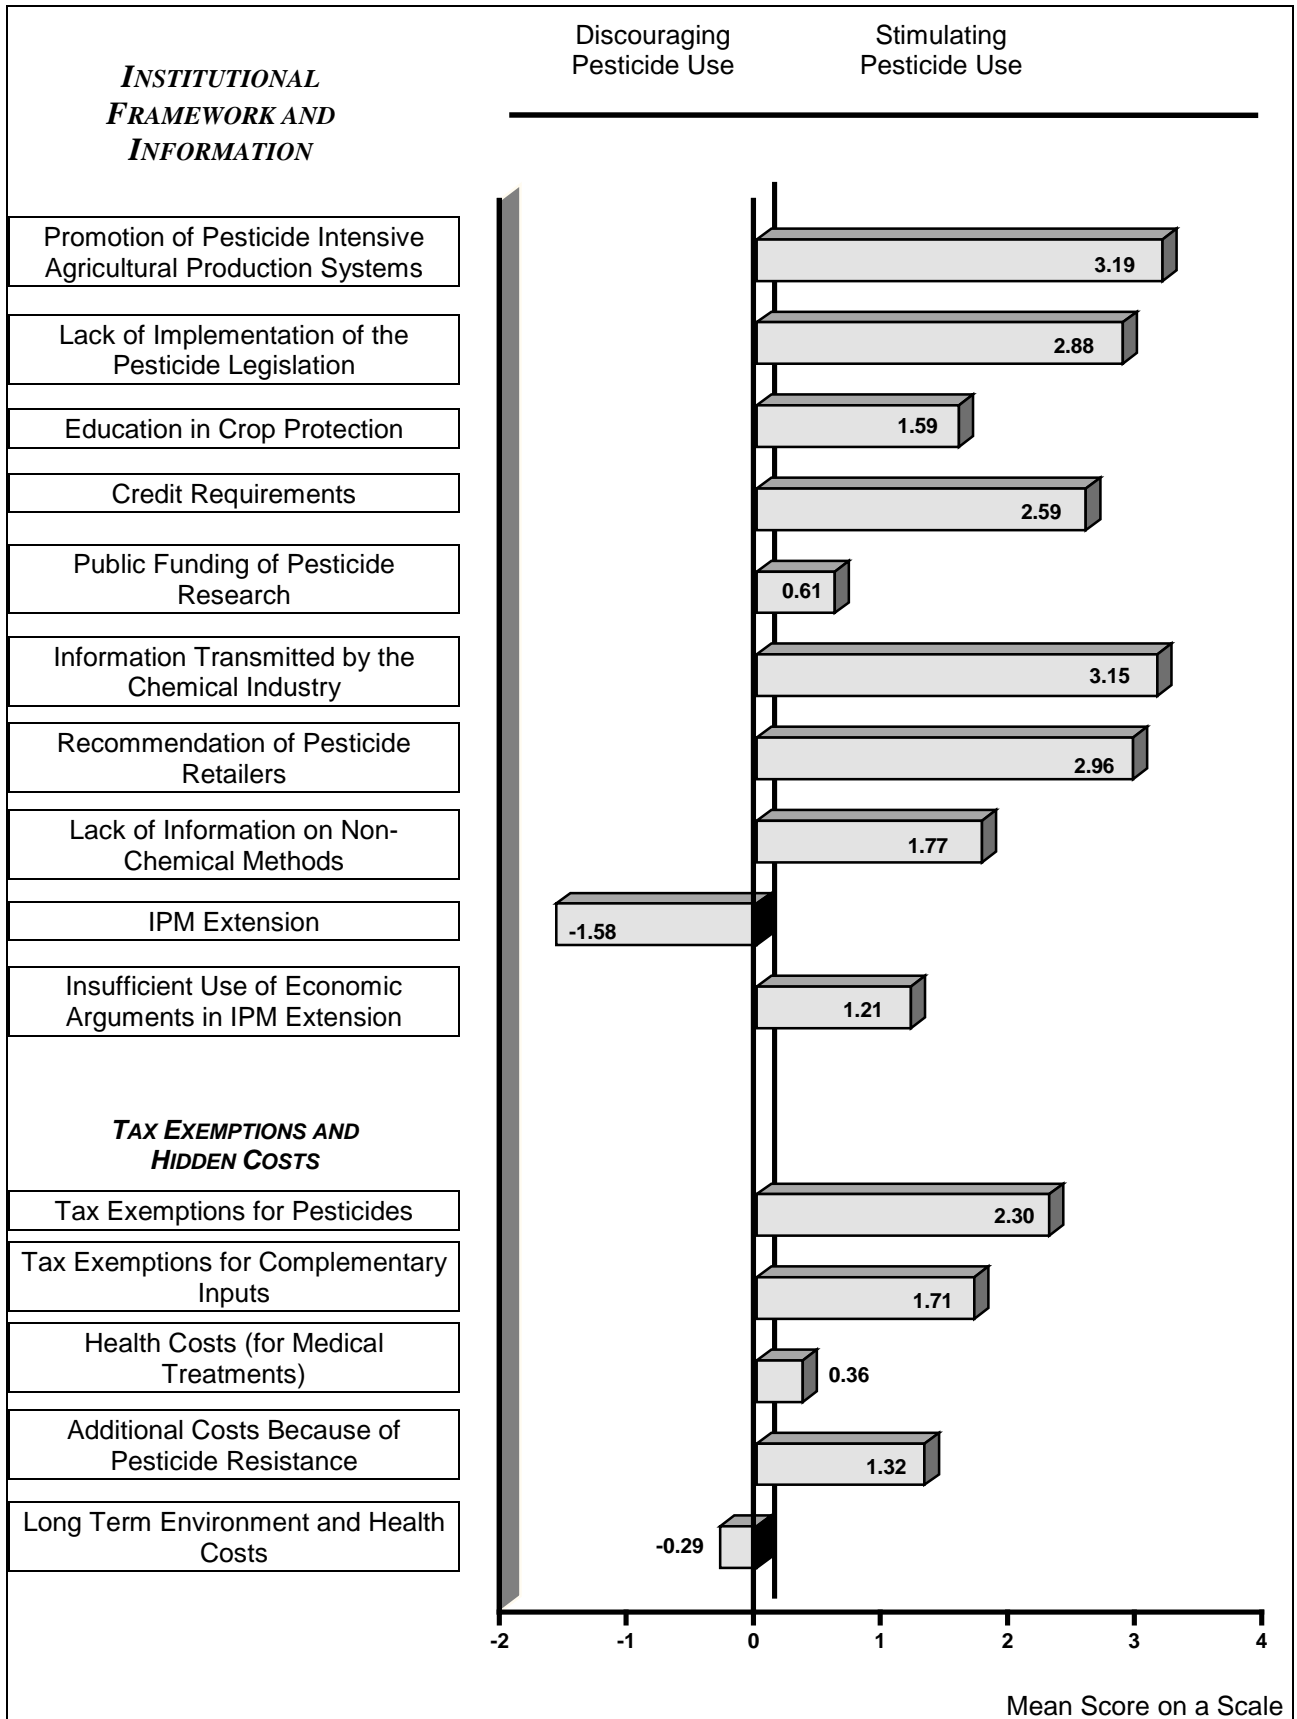 Discouraging
Pesticide Use
Stimulating
Pesticide Use
INSTITUTIONAL
FRAMEWORK AND
INFORMATION
Promotion of Pesticide Intensive
Agricultural Production Systems
3.19
Lack of Implementation of the
Pesticide Legislation
2.88
Education in Crop Protection
1.59
Credit Requirements
2.59
Public Funding of Pesticide
Research
0.61
Information Transmitted by the
Chemical Industry
3.15
Recommendation of Pesticide
Retailers
2.96
Lack of Information on Non-
Chemical Methods
1.77
IPM Extension
-1.58
Insufficient Use of Economic
Arguments in IPM Extension
1.21
TAX EXEMPTIONS AND
HIDDEN COSTS
Tax Exemptions for Pesticides
2.30
Tax Exemptions for Complementary
Inputs
1.71
Health Costs (for Medical
Treatments)
0.36
Additional Costs Because of
Pesticide Resistance
1.32
Long Term Environment and Health
Costs
-0.29
-2 -1 0 1 2 3 4
Mean Score on a Scale